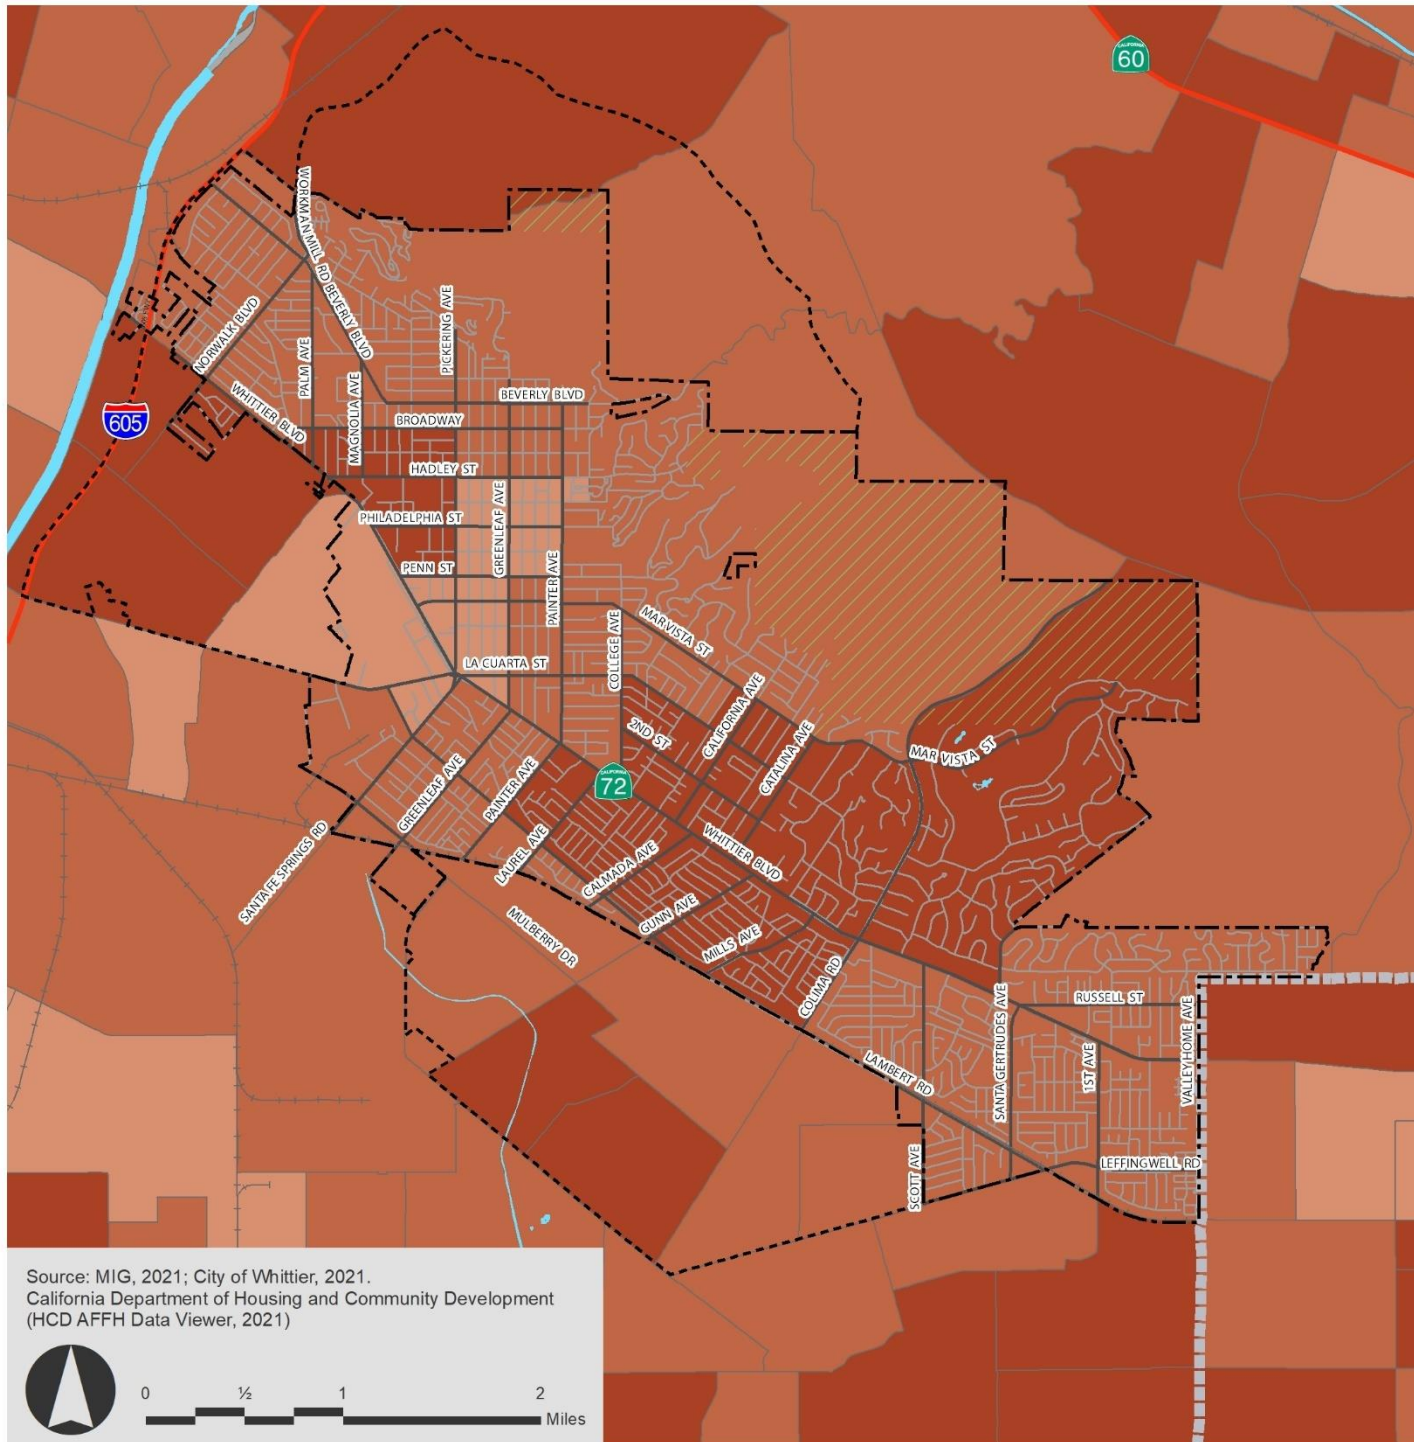 CALIFORNIA
60
WORKMAN MILL RD
NORWALK BLVD
BEVERLY BLVD
PICKERING AVE
PALM AVE
MAGNOLIA AVE
WHITTIER BLVD
BEVERLY BLVD
BROADWAY
605
HADLEY ST
GREENLEAF AVE
PHILADELPHIA ST
PENN ST
PAINTER AVE
COLLEGE AVE
MAR VISTA ST
LA CUARTA ST
CALIFORNIA AVE
2ND ST
CATALINA AVE
MAR VISTA ST
CALIFORNIA
72
GREENLEAF AVE
PAINTER AVE
SANTA FE SPRINGS RD
LAUREL AVE
WHITTIER BLVD
CALMADA AVE
GUNN AVE
MULBERRY DR
MILLS AVE
COLIMA RD
RUSSELL ST
SANTA GERTRUDES AVE
VALLEY HOME AVE
1ST AVE
LAMBERT RD
SCOTT AVE
LEFFINGWELL RD
Source: MIG, 2021; City of Whittier, 2021.
California Department of Housing and Community Development
(HCD AFFH Data Viewer, 2021)
0 ½ 1 2
Miles